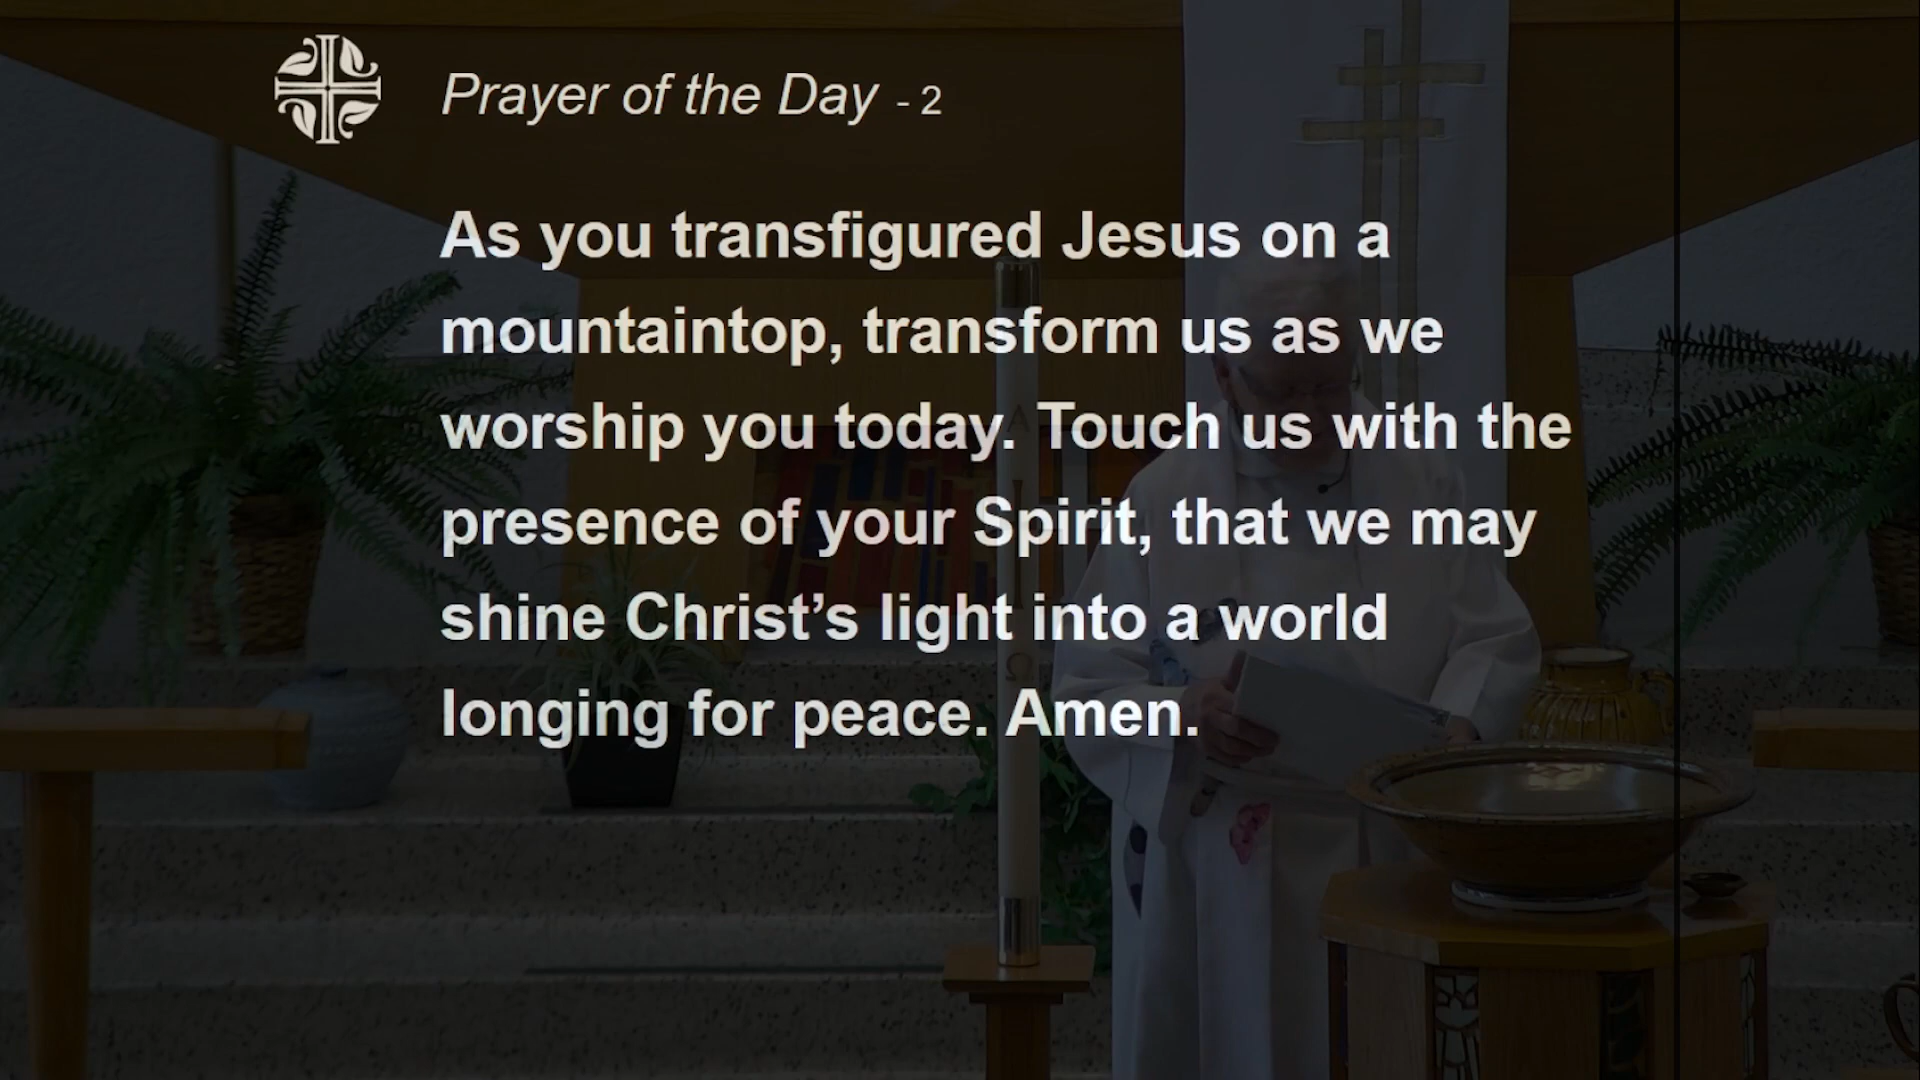 Prayer of the Day - 2
As you transfigured Jesus on a
mountaintop, transform us as we
worship you today. Touch us with the
presence of your Spirit, that we may
shine Christ’s light into a world
longing for peace. Amen.
A
Ω